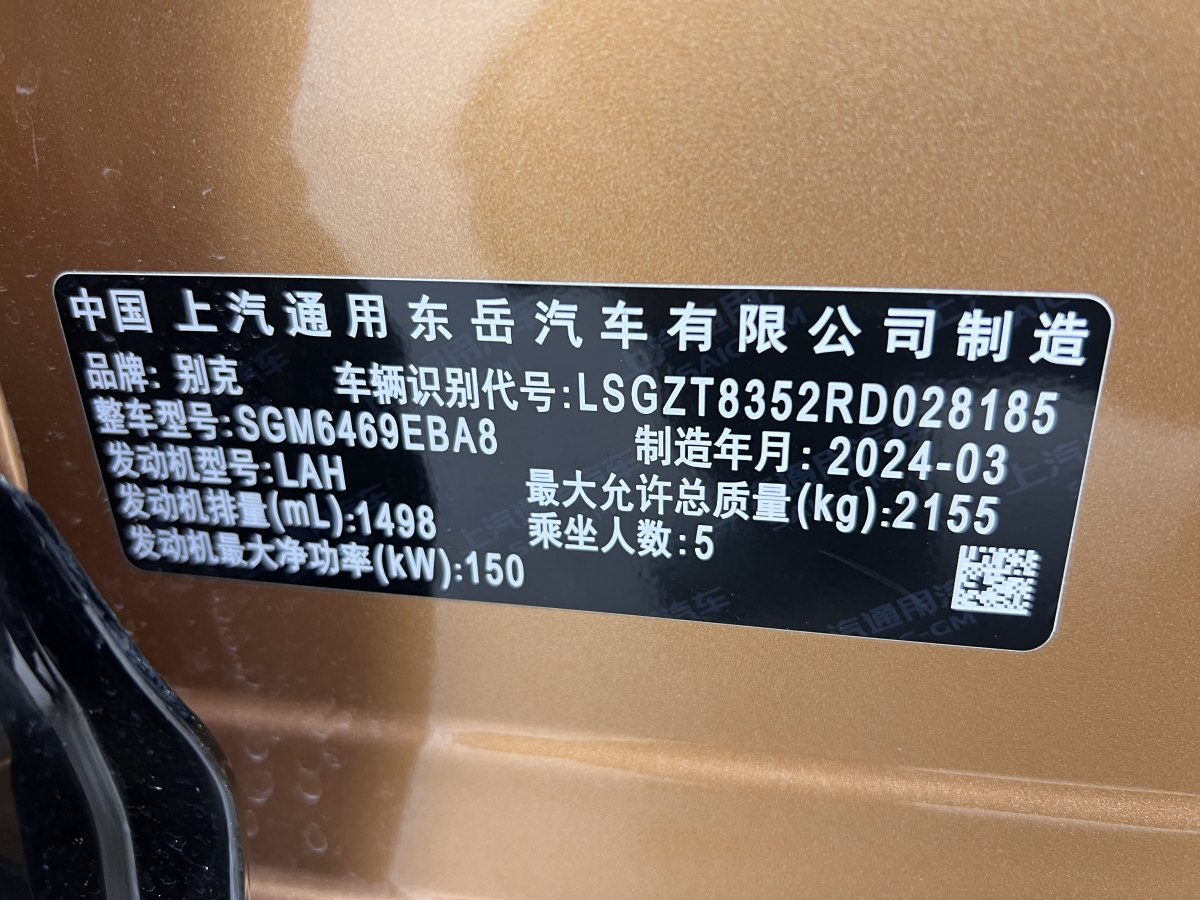 中国 上汽通用东岳汽车有限公司制造
品牌: 别克 车辆识别代号:LSGZT8352RD028185
整车型号:SGM6469EBA8 制造年月: 2024-03
发动机型号:LAH 最大允许总质量(kg):2155
发动机排量(mL):1498 乘坐人数:5
发动机最大净功率(kW):150